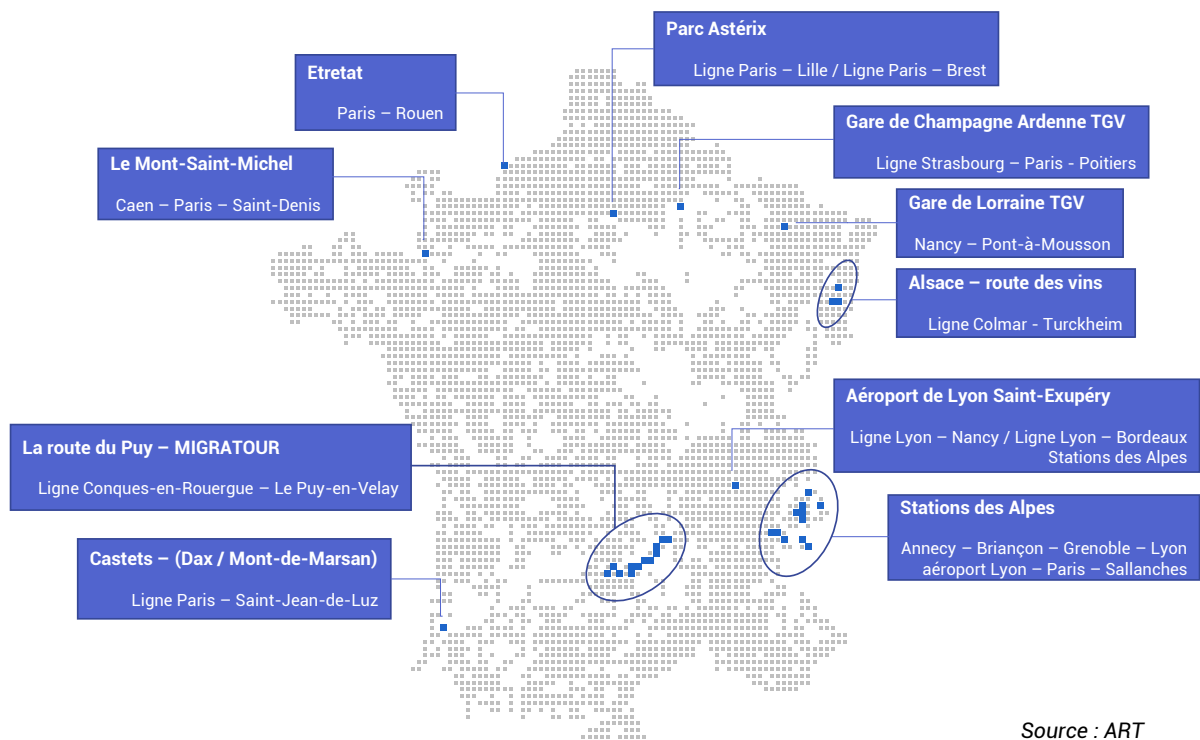 Parc Astérix
Ligne Paris – Lille / Ligne Paris – Brest
Etretat
Paris – Rouen
Gare de Champagne Ardenne TGV
Ligne Strasbourg – Paris - Poitiers
Le Mont-Saint-Michel
Caen – Paris – Saint-Denis
Gare de Lorraine TGV
Nancy – Pont-à-Mousson
Alsace – route des vins
Ligne Colmar - Turckheim
Aéroport de Lyon Saint-Exupéry
Ligne Lyon – Nancy / Ligne Lyon – Bordeaux
Stations des Alpes
La route du Puy – MIGRATOUR
Ligne Conques-en-Rouergue – Le Puy-en-Velay
Stations des Alpes
Annecy – Briançon – Grenoble – Lyon
aéroport Lyon – Paris – Sallanches
Castets – (Dax / Mont-de-Marsan)
Ligne Paris – Saint-Jean-de-Luz
Source : ART